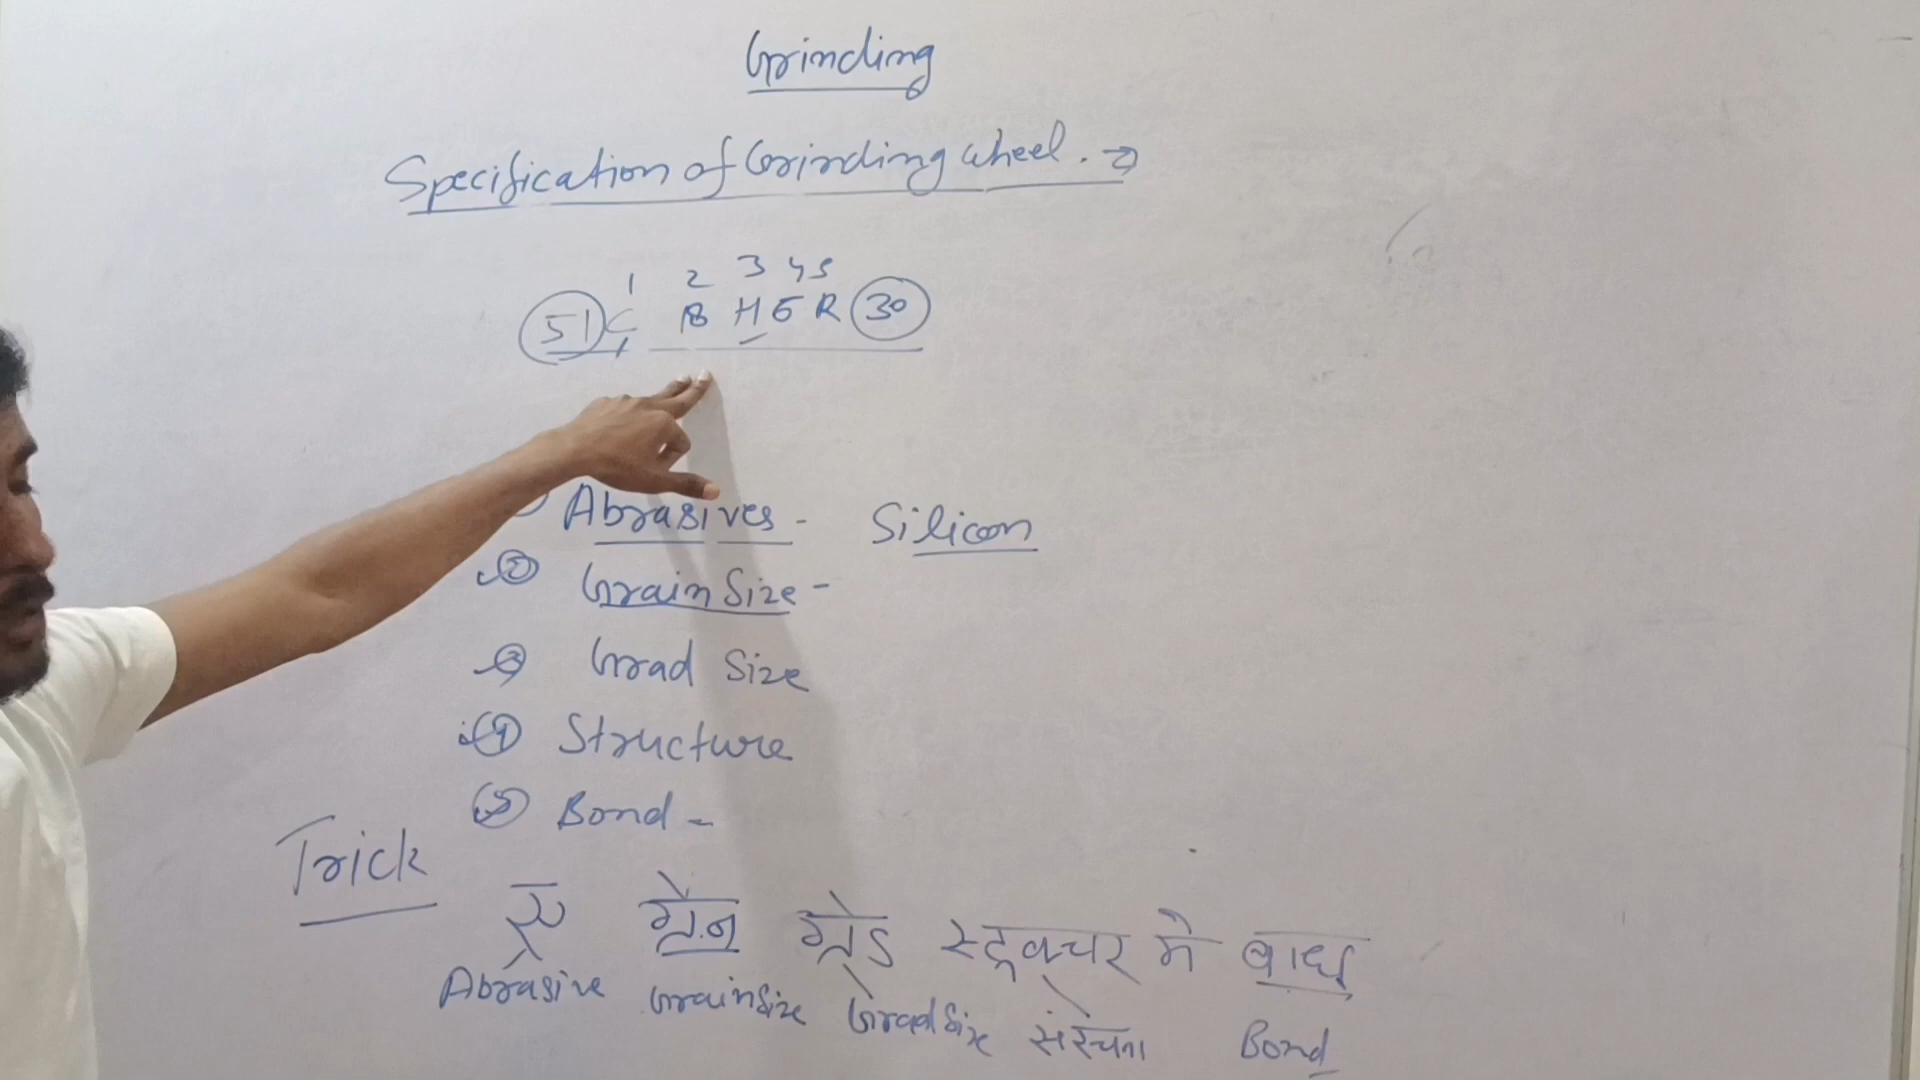 Grinding
Specification of Grinding wheel. →
1 2 3 4 5
51 C B H 5 R 30
Abrasives - Silicon
② Grain Size -
③ Grad Size
④ Structure
⑤ Bond -
Trick
ए ग्रैन ग्रेड स्ट्रक्चर मे बाध
Abrasive Grain Size Grad Size संरचना Bond